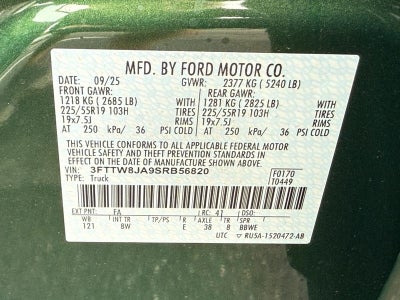 MFD. BY FORD MOTOR CO.
DATE: 09/25 GVWR: 2377 KG ( 5240 LB)
FRONT GAWR: REAR GAWR:
1218 KG ( 2685 LB) WITH 1281 KG ( 2825 LB) WITH
225/55R19 103H TIRES 225/55R19 103H TIRES
19x7.5J RIMS 19x7.5J RIMS
AT 250 kPa/ 36 PSI COLD AT 250 kPa/ 36 PSI COLD
THIS VEHICLE CONFORMS TO ALL APPLICABLE FEDERAL MOTOR
VEHICLE SAFETY AND BUMPER STANDARDS IN EFFECT ON THE DATE OF
MANUFACTURE SHOWN ABOVE.
VIN: 3FTTW8JA9SRB56820 F0170
TYPE: Truck T0449
EXT PNT: FA RC: 41 DSO:
WB INT TR TP/PS R AXLE TR SPR
121 BW E 38 8 BBWE
UTC RU5A-1520472-AB